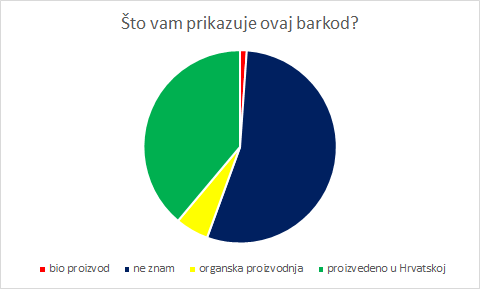 Što vam prikazuje ovaj barkod?
bio proizvod ne znam organska proizvodnja proizvedeno u Hrvatskoj